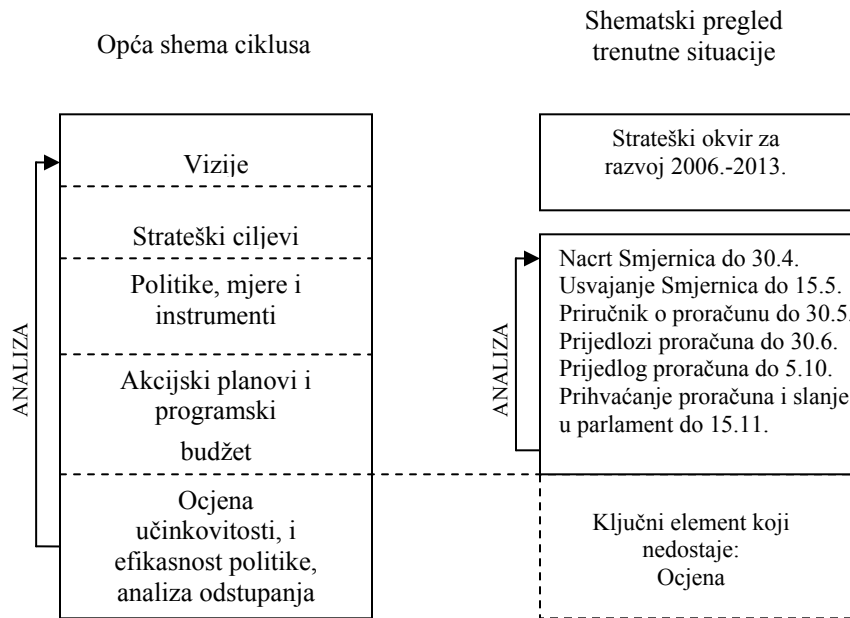 Opća shema ciklusa
Shematski pregled
trenutne situacije
ANALIZA
Vizije
Strateški ciljevi
Politike, mjere i
instrumenti
Akcijski planovi i
programski
budžet
Ocjena
učinkovitosti, i
efikasnost politike,
analiza odstupanja
Strateški okvir za
razvoj 2006.-2013.
ANALIZA
Nacrt Smjernica do 30.4.
Usvajanje Smjernica do 15.5.
Priručnik o proračunu do 30.5.
Prijedlozi proračuna do 30.6.
Prijedlog proračuna do 5.10.
Prihvaćanje proračuna i slanje
u parlament do 15.11.
Ključni element koji
nedostaje:
Ocjena